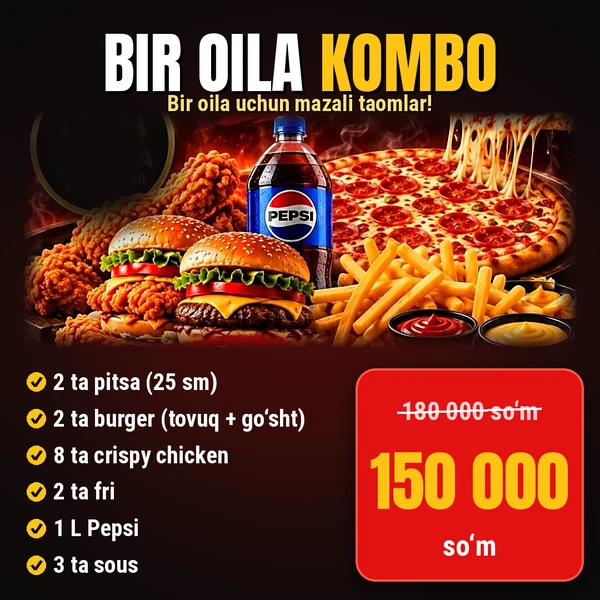 BIR OILA KOMBO
Bir oila uchun mazali taomlar!
PEPSI
2 ta pitsa (25 sm)
2 ta burger (tovuq + go‘sht)
8 ta crispy chicken
2 ta fri
1 L Pepsi
3 ta sous
180 000 so‘m
150 000
so‘m